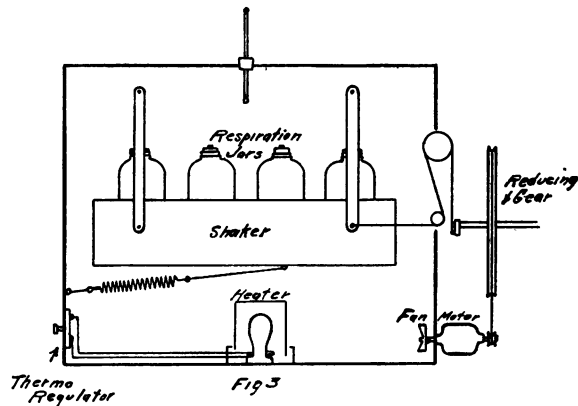 Respiration
Jars
Reducing
Gear
Shaker
Heater
Fan Motor
Thermo
Regulator
Fig 3